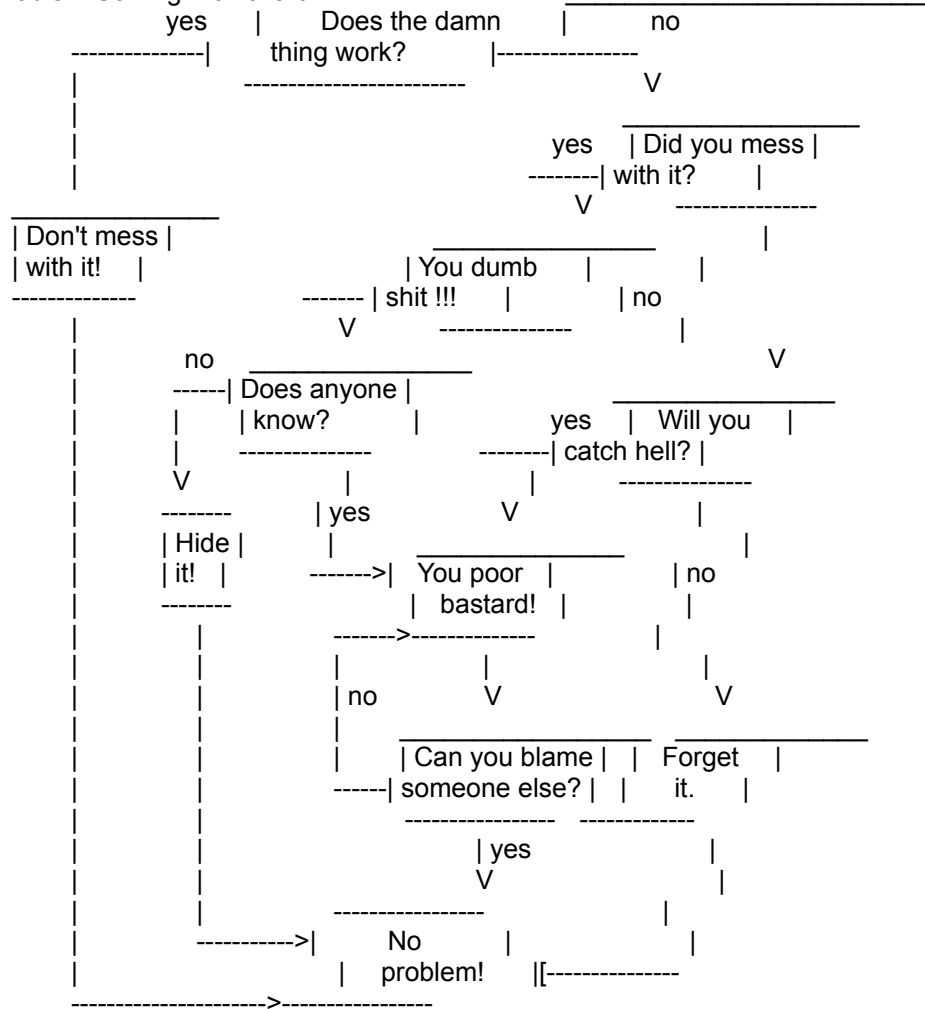 yes | Does the damn | no
---------------| thing work? |----------------
| ------------------------- V
|
| yes | Did you mess |
| --------| with it? |
V ----------------
| Don't mess | |
| with it! | | You dumb | |
-------------- ------- | shit !!! | | no
| V --------------- |
| no V
| ------| Does anyone |
| | | know? | yes | Will you |
| | --------------- --------| catch hell? |
| V | | ---------------
| -------- | yes V |
| | Hide | | |
| | it! | ------->| You poor | | no
| -------- | bastard! | |
| | ------->-------------- |
| | | | |
| | | no V V
| | |
| | | | Can you blame | | Forget |
| | ------| someone else? | | it. |
| | ----------------- -------------
| | | yes |
| | V |
| | ----------------- |
| ----------->| No | |
| | problem! |[---------------
---------------------->-----------------